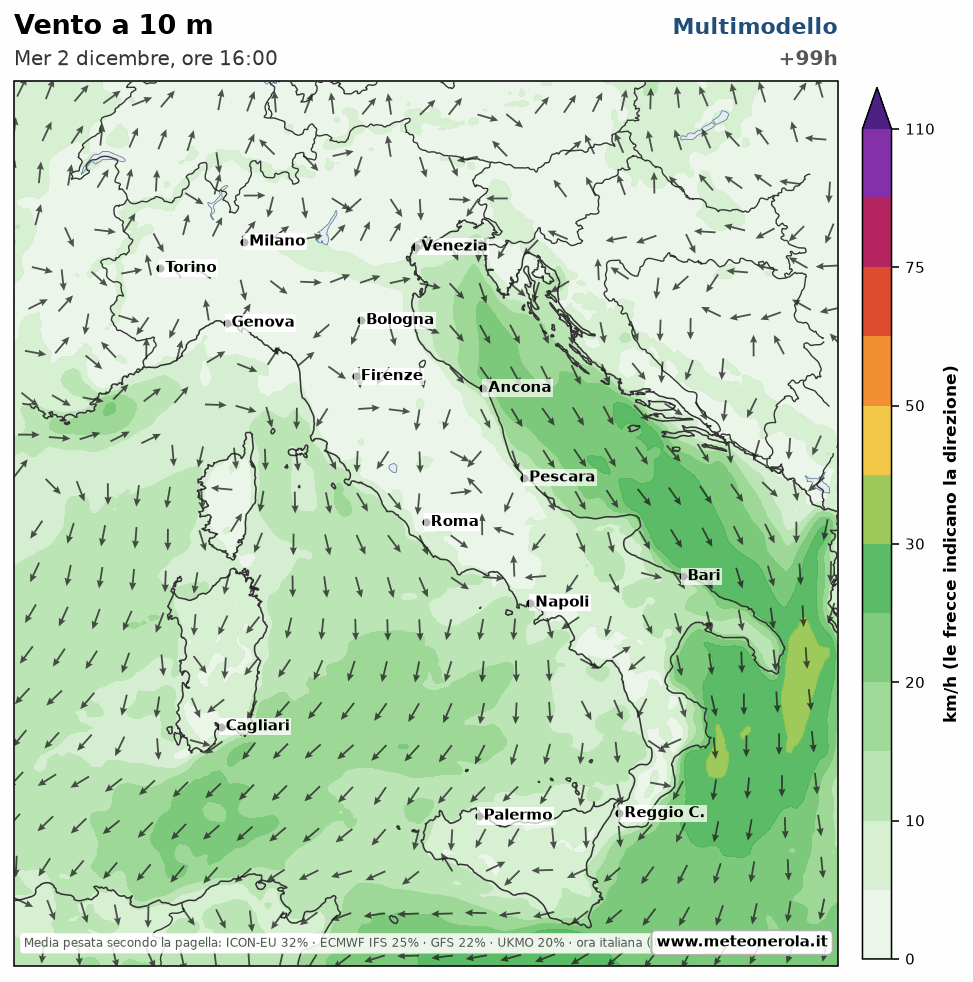 Vento a 10 m
Multimodello
Mer 2 dicembre, ore 16:00
+99h
110
75
50
30
20
10
0
km/h (le frecce indicano la direzione)
Milano
Venezia
Torino
Genova
Bologna
Firenze
Ancona
Pescara
Roma
Bari
Napoli
Cagliari
Palermo
Reggio C.
Media pesata secondo la pagella: ICON-EU 32% · ECMWF IFS 25% · GFS 22% · UKMO 20% · ora italiana (
www.meteonerola.it